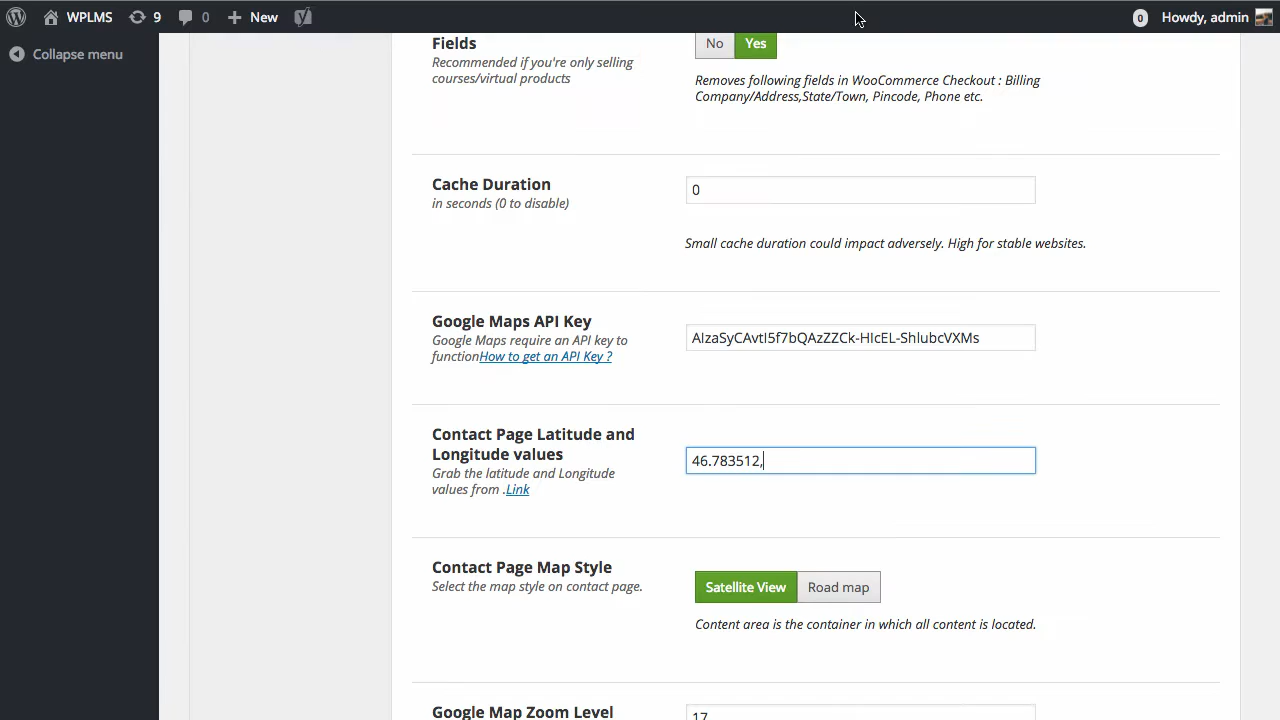 WPLMS 9 0 New 0 Howdy, admin
Collapse menu
Fields
Recommended if you're only selling
courses/virtual products
No Yes
Removes following fields in WooCommerce Checkout : Billing
Company/Address,State/Town, Pincode, Phone etc.
Cache Duration
in seconds (0 to disable)
0
Small cache duration could impact adversely. High for stable websites.
Google Maps API Key
Google Maps require an API key to
functionHow to get an API Key ?
AIzaSyCAvtI5f7bQAzZZCk-HIcEL-ShlubcVXMs
Contact Page Latitude and
Longitude values
Grab the latitude and Longitude
values from .Link
46.783512,
Contact Page Map Style
Select the map style on contact page.
Satellite View Road map
Content area is the container in which all content is located.
Google Map Zoom Level
17